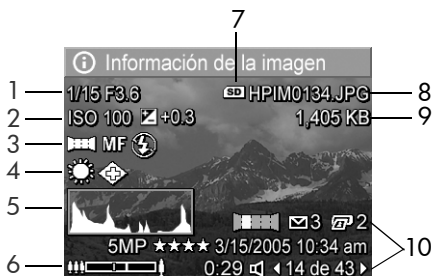 7
Información de la imagen
1 1/15 F3.6 SD HPIM0134.JPG 8
2 ISO 100 +0.3 1,405 KB 9
3 MF
4
5
3 2 10
5MP ★★★★ 3/15/2005 10:34 am
6 0:29 14 de 43